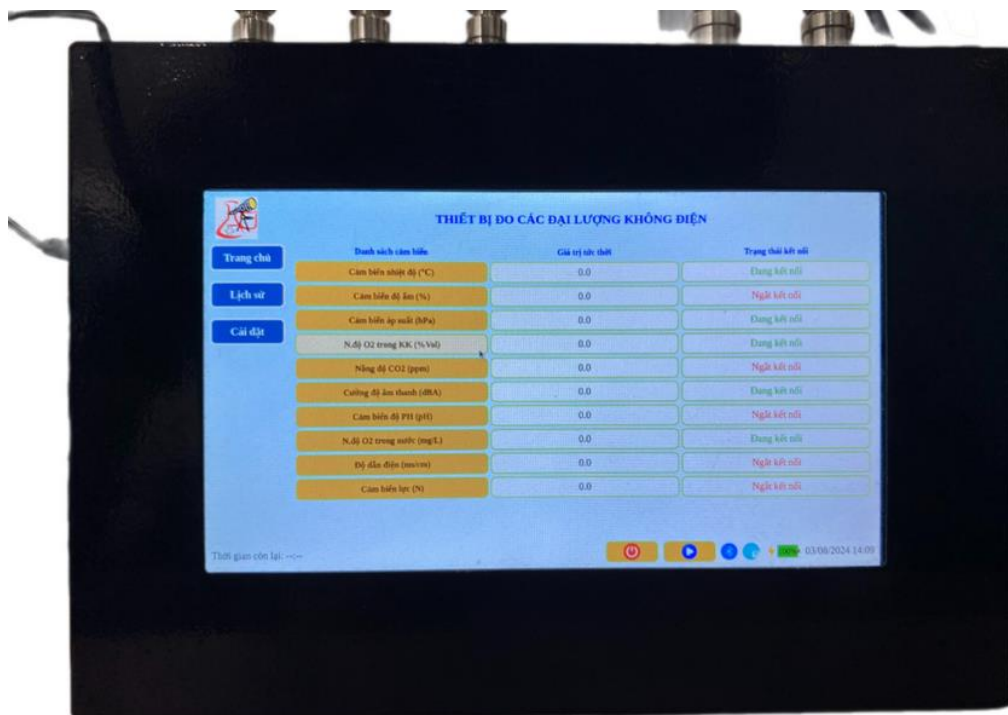 THIẾT BỊ ĐO CÁC ĐẠI LƯỢNG KHÔNG ĐIỆN
Trang chủ
Lịch sử
Cài đặt
Danh sách cảm biến Giá trị tức thời Trạng thái kết nối
Cảm biến nhiệt độ (°C) 0.0 Đang kết nối
Cảm biến độ ẩm (%) 0.0 Ngắt kết nối
Cảm biến áp suất (hPa) 0.0 Đang kết nối
N.độ O2 trong KK (%Vol) 0.0 Đang kết nối
Nồng độ CO2 (ppm) 0.0 Ngắt kết nối
Cường độ âm thanh (dBA) 0.0 Đang kết nối
Cảm biến độ PH (pH) 0.0 Ngắt kết nối
N.độ O2 trong nước (mg/L) 0.0 Đang kết nối
Độ dẫn điện 0.0 Ngắt kết nối
Cảm biến lực (N) 0.0 Ngắt kết nối
Thời gian còn lại: --:-- 100% 03/08/2024 14:09